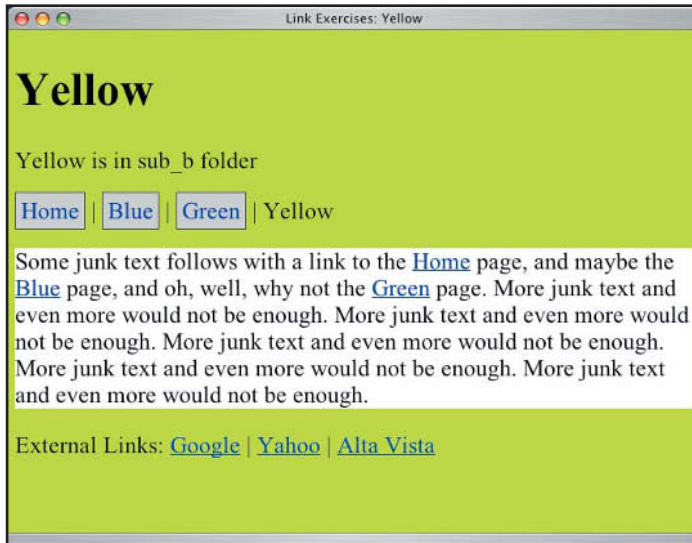 Link Exercises: Yellow
Yellow
Yellow is in sub_b folder
Home | Blue | Green | Yellow
Some junk text follows with a link to the Home page, and maybe the
Blue page, and oh, well, why not the Green page. More junk text and
even more would not be enough. More junk text and even more would
not be enough. More junk text and even more would not be enough.
More junk text and even more would not be enough. More junk text
and even more would not be enough.
External Links: Google | Yahoo | Alta Vista